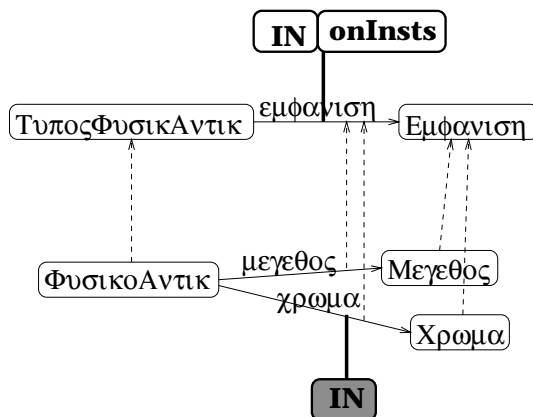 IN onInsts
εμφανιση
ΤυποςΦυσικΑντικ Εμφανιση
μεγεθος Μεγεθος
ΦυσικοΑντικ
χρωμα
Χρωμα
IN